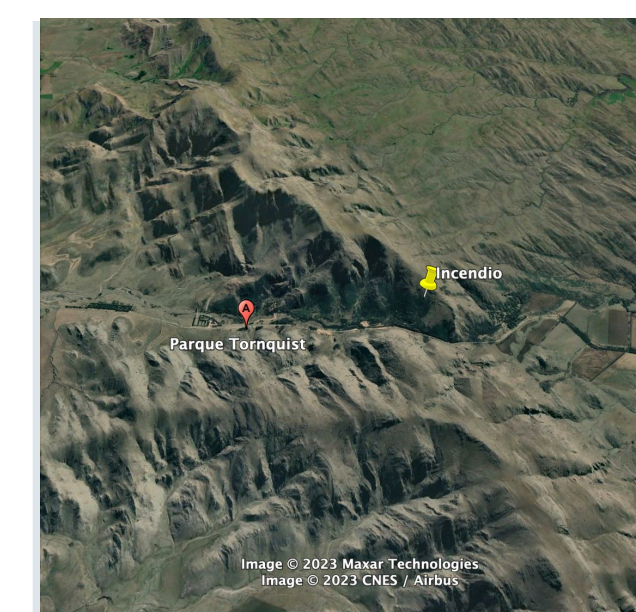 Incendio
A
Parque Tornquist
Image © 2023 Maxar Technologies
Image © 2023 CNES / Airbus